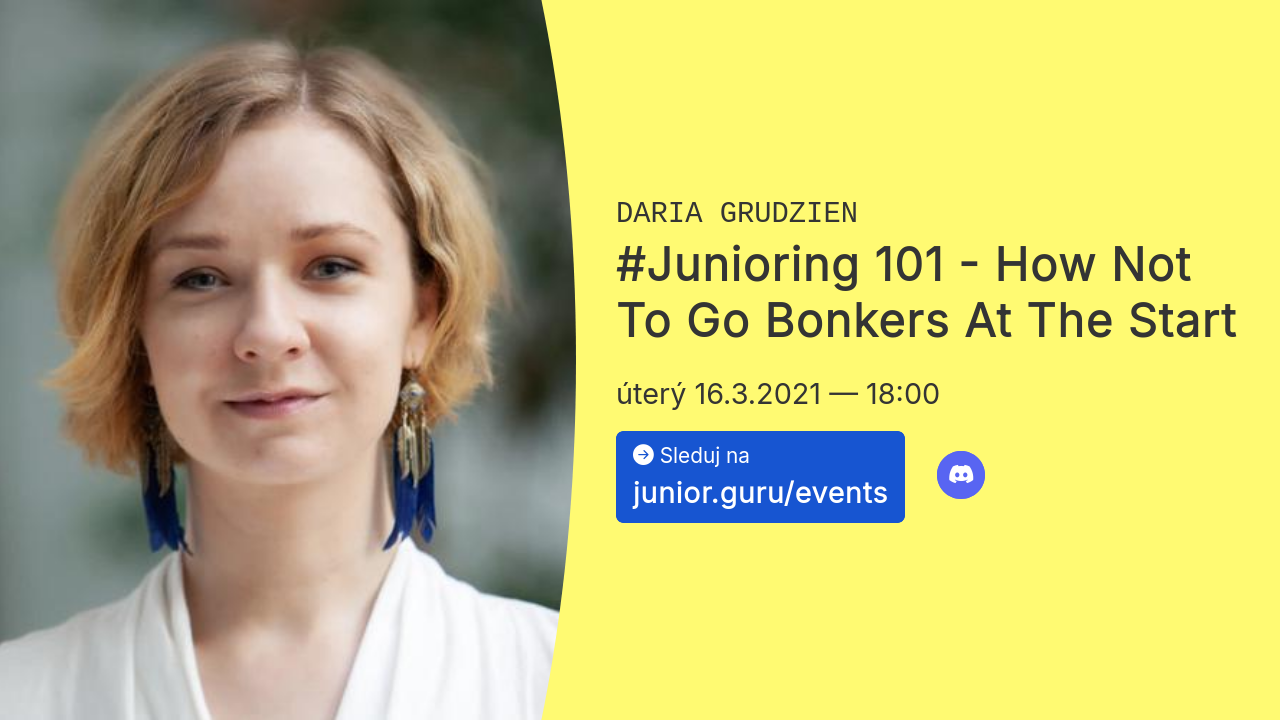 DARIA GRUDZIEN
#Junioring 101 - How Not
To Go Bonkers At The Start
úterý 16.3.2021 — 18:00
Sleduj na
junior.guru/events